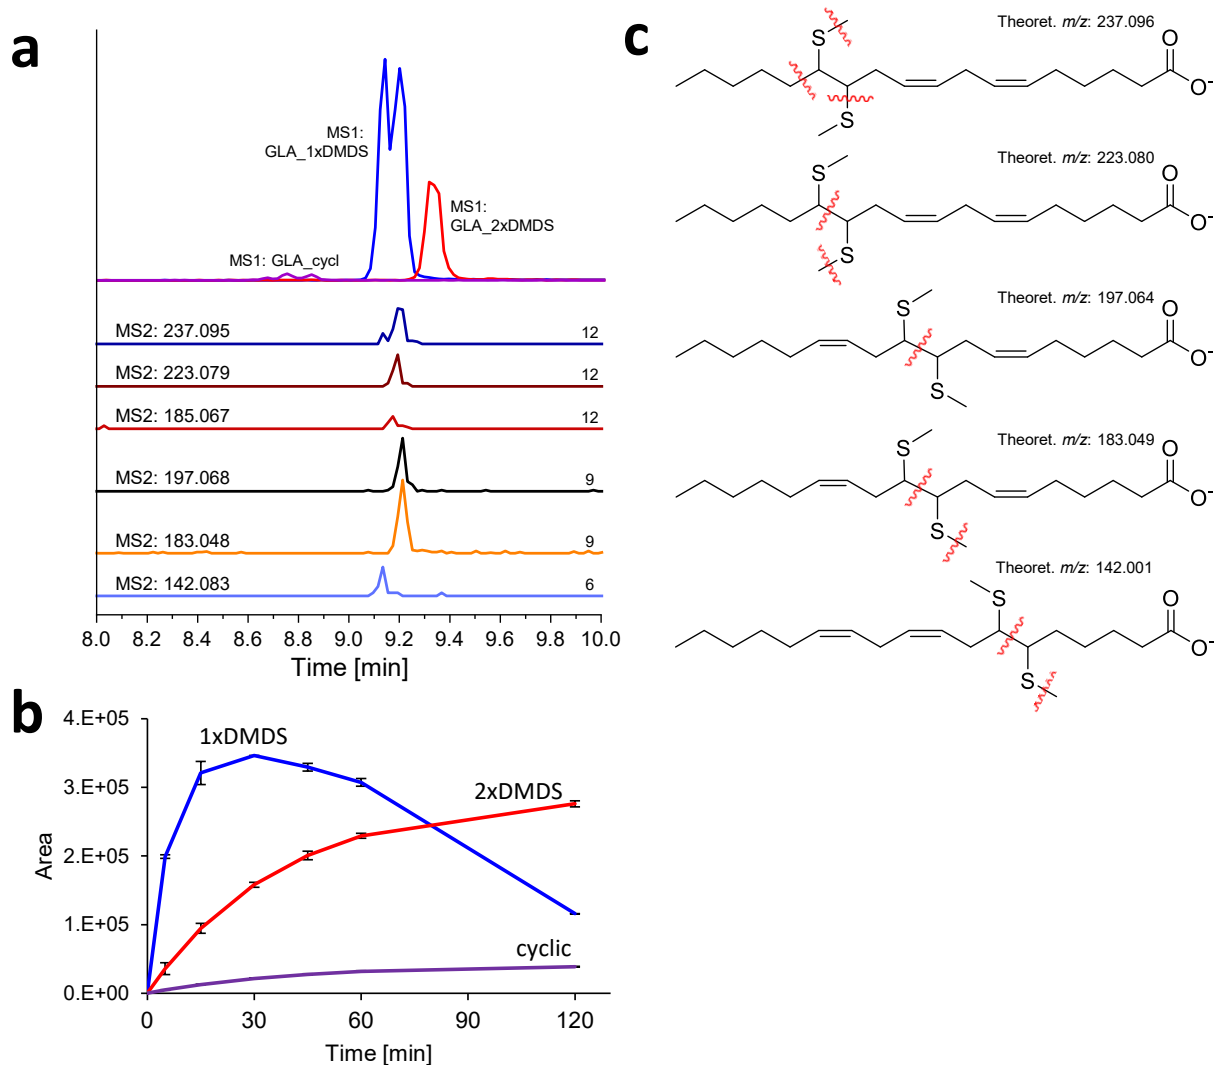 a
MS1:
GLA_1xDMDS
MS1:
GLA_2xDMDS
MS1: GLA_cycl
MS2: 237.095
12
MS2: 223.079
12
MS2: 185.067
12
MS2: 197.068
9
MS2: 183.048
9
MS2: 142.083
6
8.0 8.2 8.4 8.6 8.8 9.0 9.2 9.4 9.6 9.8 10.0
Time [min]
b
4.E+05
3.E+05
2.E+05
1.E+05
0.E+00
Area
1xDMDS
2xDMDS
cyclic
0 30 60 90 120
Time [min]
c
Theoret. m/z: 237.096
S
S
O
O-
Theoret. m/z: 223.080
S
S
O
O-
Theoret. m/z: 197.064
S
S
O
O-
Theoret. m/z: 183.049
S
S
O
O-
Theoret. m/z: 142.001
S
S
O
O-